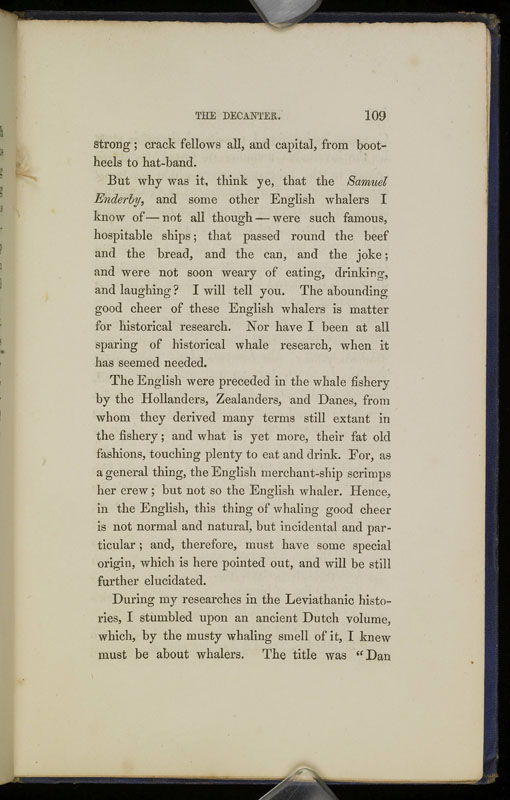 THE DECANTER. 109
strong; crack fellows all, and capital, from boot-
heels to hat-band.
But why was it, think ye, that the Samuel
Enderby, and some other English whalers I
know of—not all though—were such famous,
hospitable ships; that passed round the beef
and the bread, and the can, and the joke;
and were not soon weary of eating, drinking,
and laughing? I will tell you. The abounding
good cheer of these English whalers is matter
for historical research. Nor have I been at all
sparing of historical whale research, when it
has seemed needed.
The English were preceded in the whale fishery
by the Hollanders, Zealanders, and Danes, from
whom they derived many terms still extant in
the fishery; and what is yet more, their fat old
fashions, touching plenty to eat and drink. For, as
a general thing, the English merchant-ship scrimps
her crew; but not so the English whaler. Hence,
in the English, this thing of whaling good cheer
is not normal and natural, but incidental and par-
ticular; and, therefore, must have some special
origin, which is here pointed out, and will be still
further elucidated.
During my researches in the Leviathanic histo-
ries, I stumbled upon an ancient Dutch volume,
which, by the musty whaling smell of it, I knew
must be about whalers. The title was "Dan